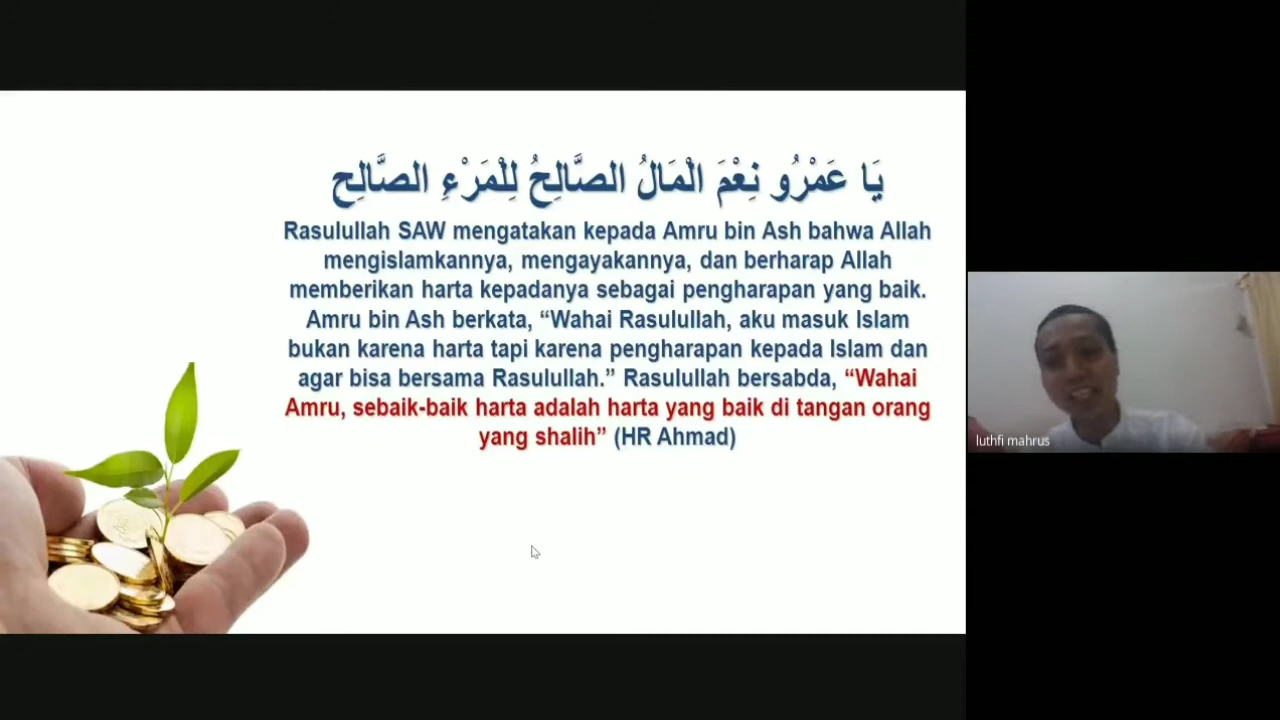 يَا عَمْرُو نِعْمَ الْمَالُ الصَّالِحُ لِلْمَرْءِ الصَّالِحِ
Rasulullah SAW mengatakan kepada Amru bin Ash bahwa Allah
mengislamkannya, mengayakannya, dan berharap Allah
memberikan harta kepadanya sebagai pengharapan yang baik.
Amru bin Ash berkata, “Wahai Rasulullah, aku masuk Islam
bukan karena harta tapi karena pengharapan kepada Islam dan
agar bisa bersama Rasulullah.” Rasulullah bersabda, “Wahai
Amru, sebaik-baik harta adalah harta yang baik di tangan orang
yang shalih” (HR Ahmad)
luthfi mahrus